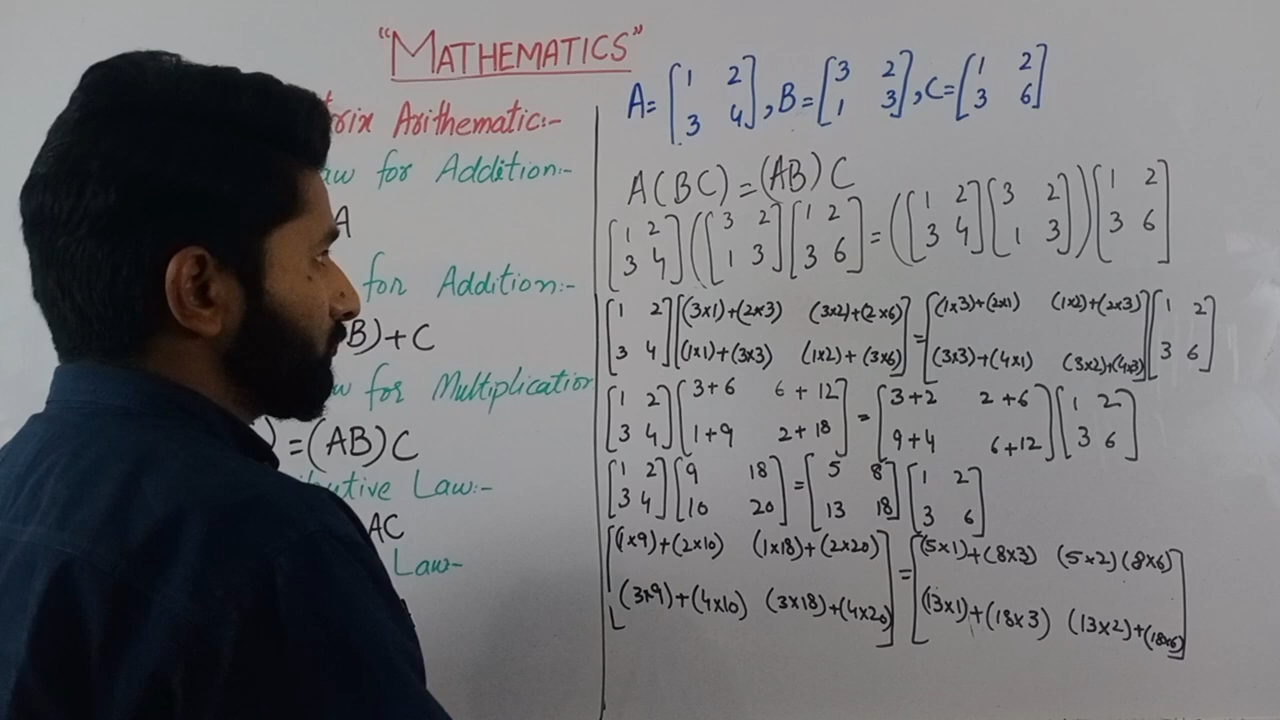 "MATHEMATICS"
Arithematic:-
for Addition:-
A
for Addition:-
B)+C
for Multiplication
)=(AB)C
Law:-
AC
Law-
A=[1 2
3 4], B=[3 2
1 3], C=[1 2
3 6]
A(BC)=(AB)C
[1 2
3 4]([3 2
1 3][1 2
3 6]=([1 2
3 4][3 2
1 3])[1 2
3 6]
[1 2
3 4][(3x1)+(2x3) (3x2)+(2x6)
(1x1)+(3x3) (1x2)+(3x6)]=[(1x3)+(2x1) (1x2)+(2x3)
(3x3)+(4x1) (3x2)+(4x3)][1 2
3 6]
[1 2
3 4][3+6 6+12
1+9 2+18]=[3+2 2+6
9+4 6+12][1 2
3 6]
[1 2
3 4][9 18
10 20]=[5 8
13 18][1 2
3 6]
[(1x9)+(2x10) (1x18)+(2x20)
(3x9)+(4x10) (3x18)+(4x20)]=[(5x1)+(8x3) (5x2)(8x6)
(13x1)+(18x3) (13x2)+(18x6)]